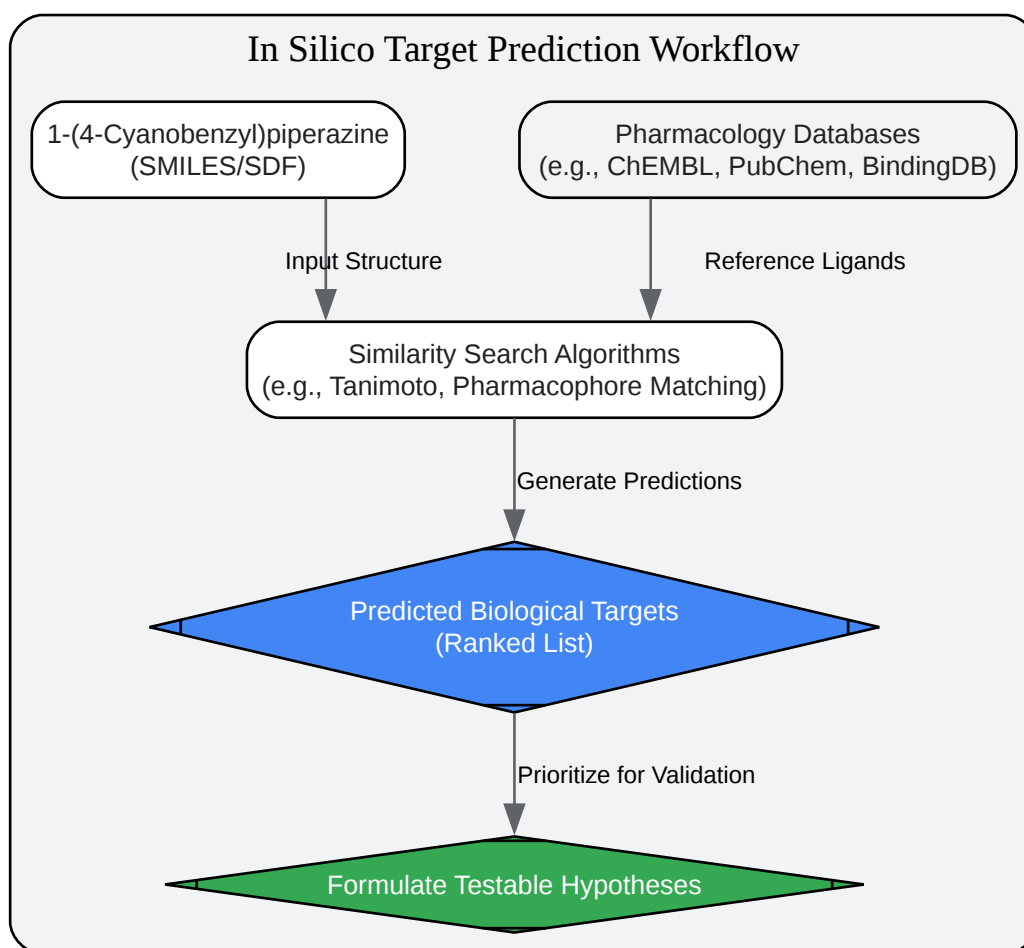 In Silico Target Prediction Workflow
1-(4-Cyanobenzyl)piperazine
(SMILES/SDF)
Pharmacology Databases
(e.g., ChEMBL, PubChem, BindingDB)
Input Structure
Reference Ligands
Similarity Search Algorithms
(e.g., Tanimoto, Pharmacophore Matching)
Generate Predictions
Predicted Biological Targets
(Ranked List)
Prioritize for Validation
Formulate Testable Hypotheses